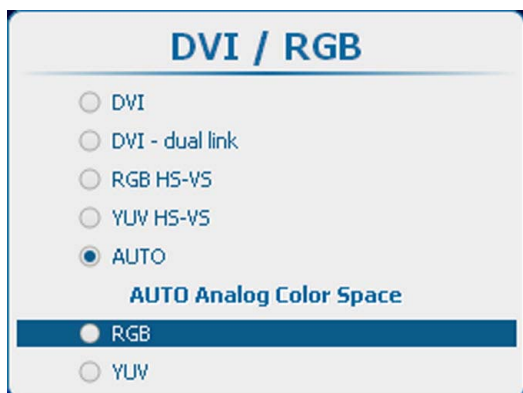 DVI / RGB
DVI
DVI - dual link
RGB HS-VS
YUV HS-VS
AUTO
AUTO Analog Color Space
RGB
YUV